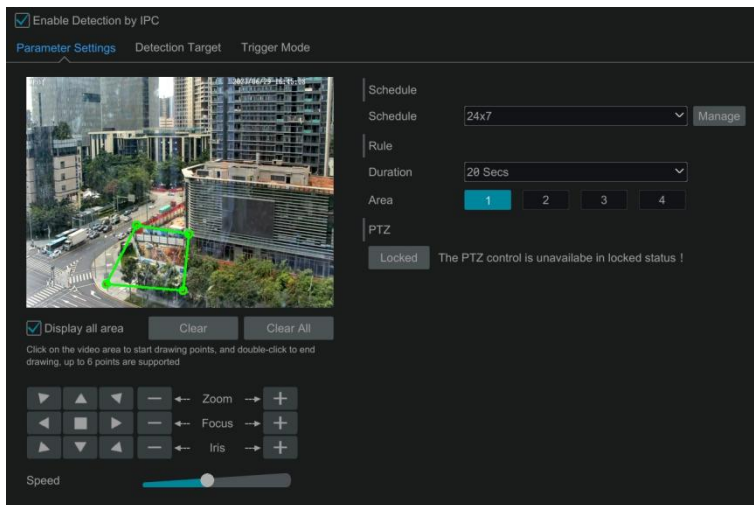 Enable Detection by IPC
Parameter Settings Detection Target Trigger Mode
Schedule
Schedule 24x7 Manage
Rule
Duration 20 Secs
Area 1 2 3 4
PTZ
Locked The PTZ control is unavailabe in locked status !
Display all area Clear Clear All
Click on the video area to start drawing points, and double-click to end
drawing, up to 6 points are supported
Zoom
Focus
Iris
Speed